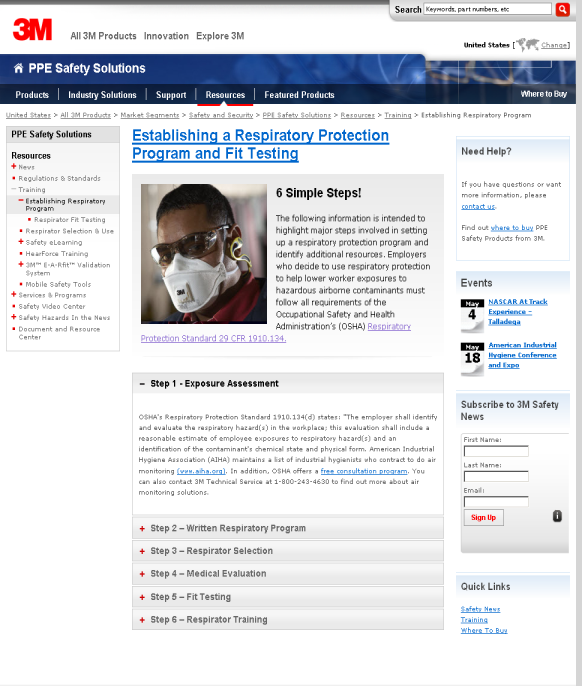 Search Keywords, part numbers, etc
3M
All 3M Products Innovation Explore 3M
United States [ Change]
PPE Safety Solutions
Products Industry Solutions Support Resources Featured Products Where to Buy
United States > All 3M Products > Market Segments > Safety and Security > PPE Safety Solutions > Resources > Training > Establishing Respiratory Program
PPE Safety Solutions
Resources
News
Regulations & Standards
Training
Establishing Respiratory
Program
Respirator Fit Testing
Respirator Selection & Use
Safety eLearning
HearForce Training
3M™ E-A-Rfit™ Validation
System
Mobile Safety Tools
Services & Programs
Safety Video Center
Safety Hazards In the News
Document and Resource
Center
Establishing a Respiratory Protection
Program and Fit Testing
6 Simple Steps!
The following information is intended to
highlight major steps involved in setting
up a respiratory protection program and
identify additional resources. Employers
who decide to use respiratory protection
to help lower worker exposures to
hazardous airborne contaminants must
follow all requirements of the
Occupational Safety and Health
Administration's (OSHA) Respiratory
Protection Standard 29 CFR 1910.134.
− Step 1 - Exposure Assessment
OSHA's Respiratory Protection Standard 1910.134(d) states: "The employer shall identify
and evaluate the respiratory hazard(s) in the workplace; this evaluation shall include a
reasonable estimate of employee exposures to respiratory hazard(s) and an
identification of the contaminant's chemical state and physical form. American Industrial
Hygiene Association (AIHA) maintains a list of industrial hygienists who contract to do air
monitoring (www.aiha.org). In addition, OSHA offers a free consultation program. You
can also contact 3M Technical Service at 1-800-243-4630 to find out more about air
monitoring solutions.
+ Step 2 – Written Respiratory Program
+ Step 3 – Respirator Selection
+ Step 4 – Medical Evaluation
+ Step 5 – Fit Testing
+ Step 6 – Respirator Training
Need Help?
If you have questions or want
more information, please
contact us.
Find out where to buy PPE
Safety Products from 3M.
Events
May
4
NASCAR At Track
Experience –
Talladega
May
18
American Industrial
Hygiene Conference
and Expo
Subscribe to 3M Safety
News
First Name:
Last Name:
Email:
Sign Up
i
Quick Links
Safety News
Training
Where To Buy